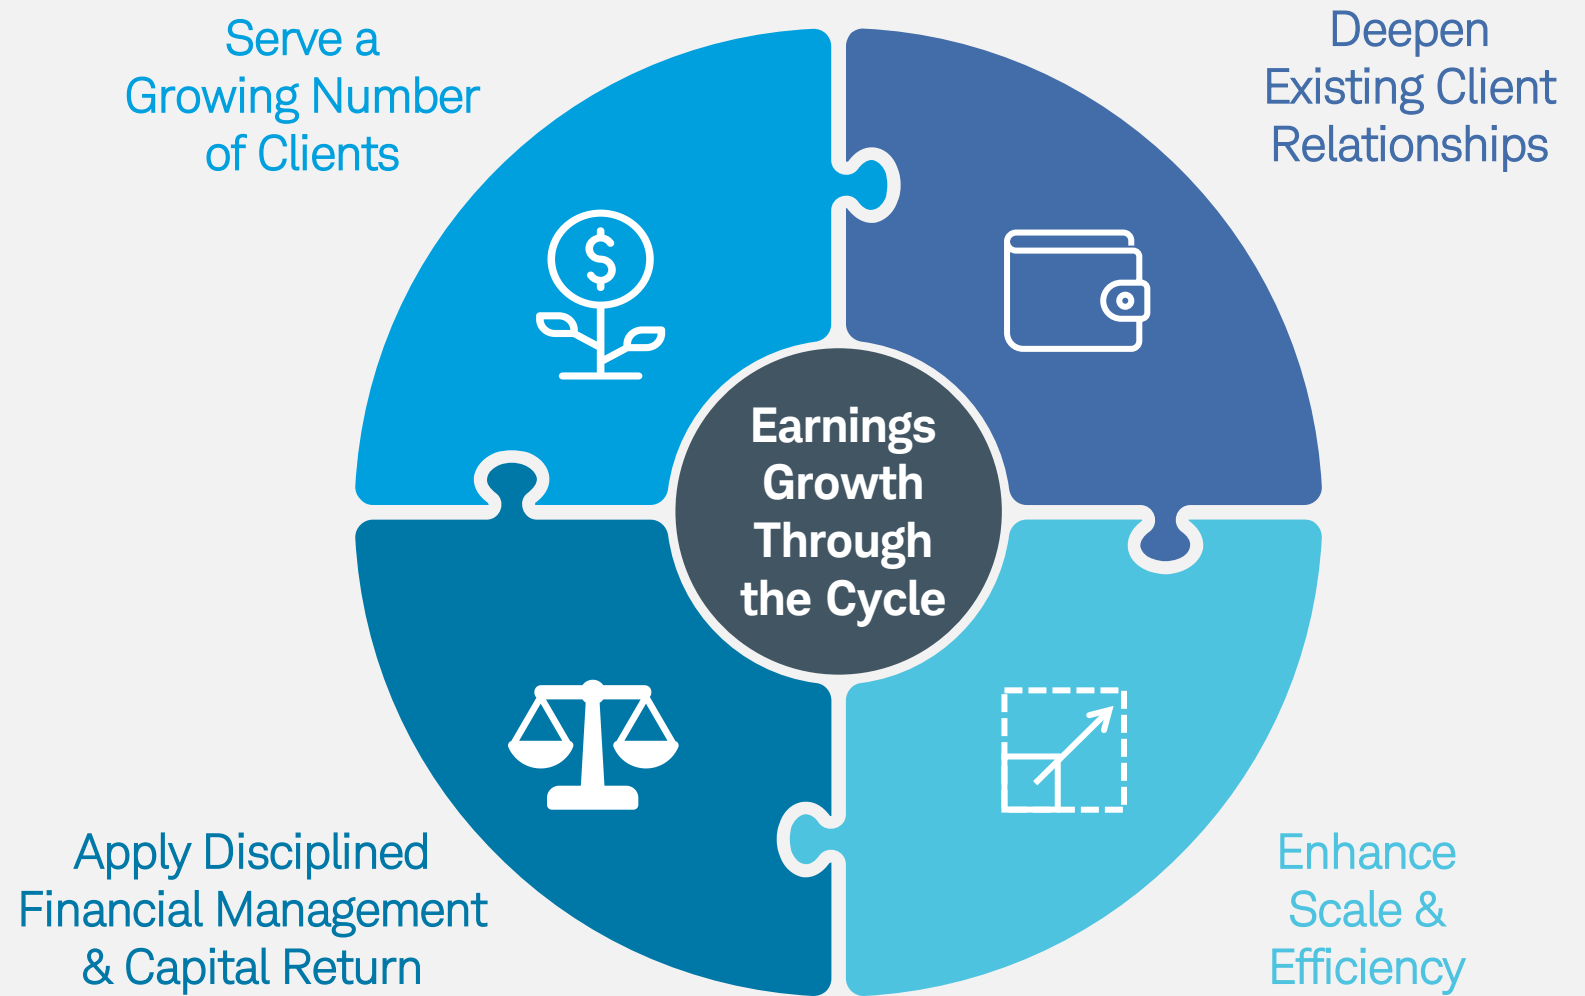 Serve a
Growing Number
of Clients
Deepen
Existing Client
Relationships
$
Earnings
Growth
Through
the Cycle
Apply Disciplined
Financial Management
& Capital Return
Enhance
Scale &
Efficiency